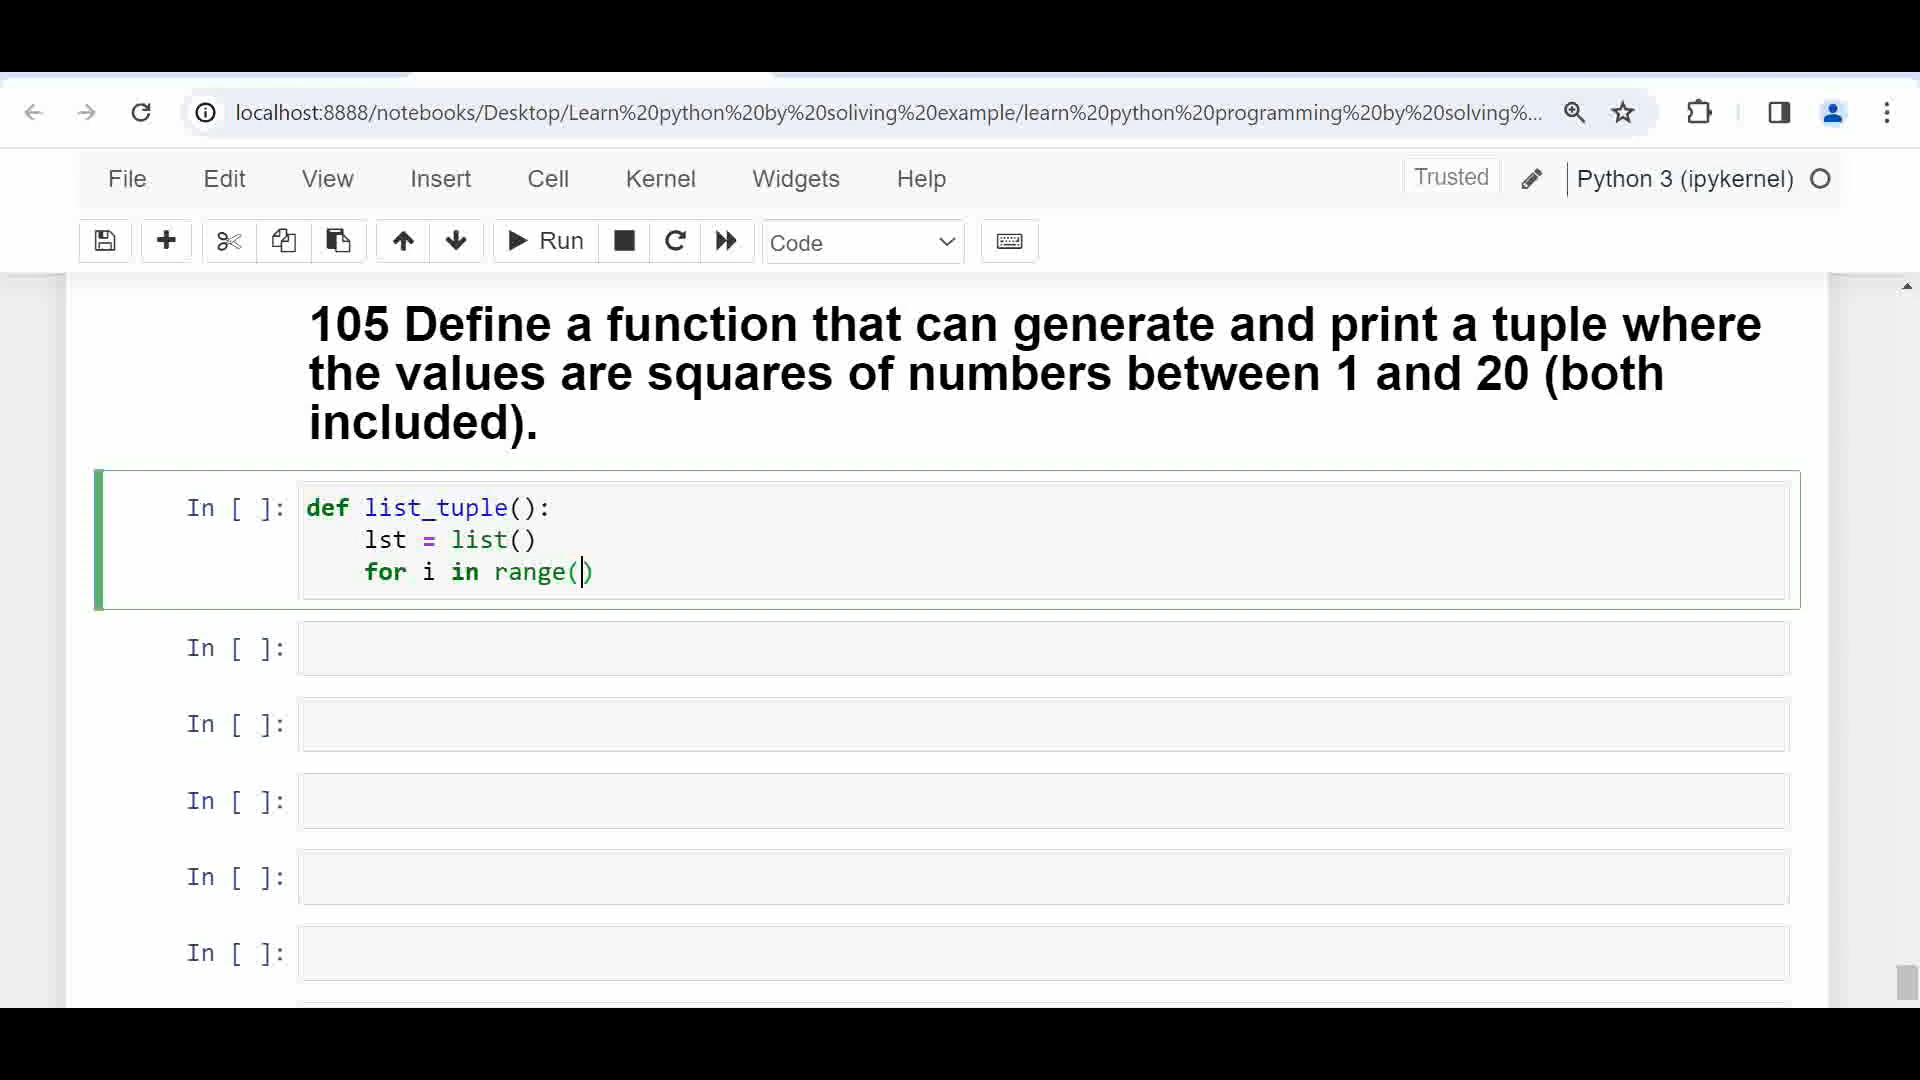 localhost:8888/notebooks/Desktop/Learn%20python%20by%20soliving%20example/learn%20python%20programming%20by%20solving%...
File Edit View Insert Cell Kernel Widgets Help Trusted Python 3 (ipykernel)
Run Code
105 Define a function that can generate and print a tuple where
the values are squares of numbers between 1 and 20 (both
included).
In [ ]: def list_tuple():
lst = list()
for i in range()
In [ ]:
In [ ]:
In [ ]:
In [ ]:
In [ ]: